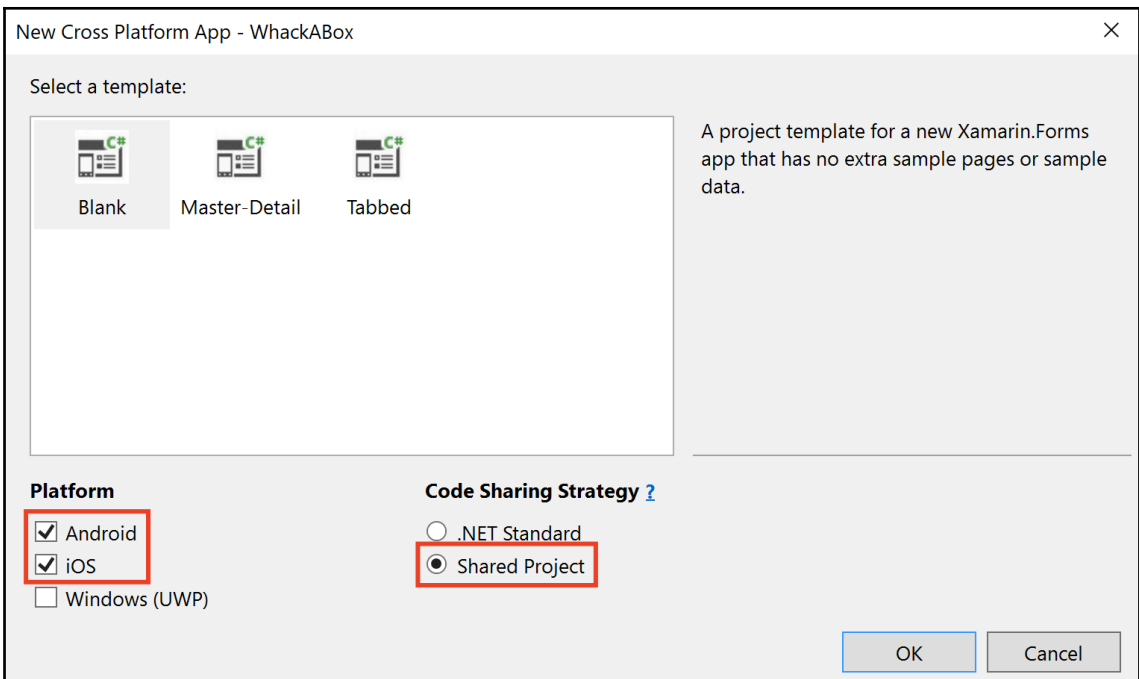 New Cross Platform App - WhackABox
Select a template:
C# C# C#
Blank Master-Detail Tabbed
A project template for a new Xamarin.Forms
app that has no extra sample pages or sample
data.
Platform
Android
iOS
Windows (UWP)
Code Sharing Strategy ?
.NET Standard
Shared Project
OK Cancel